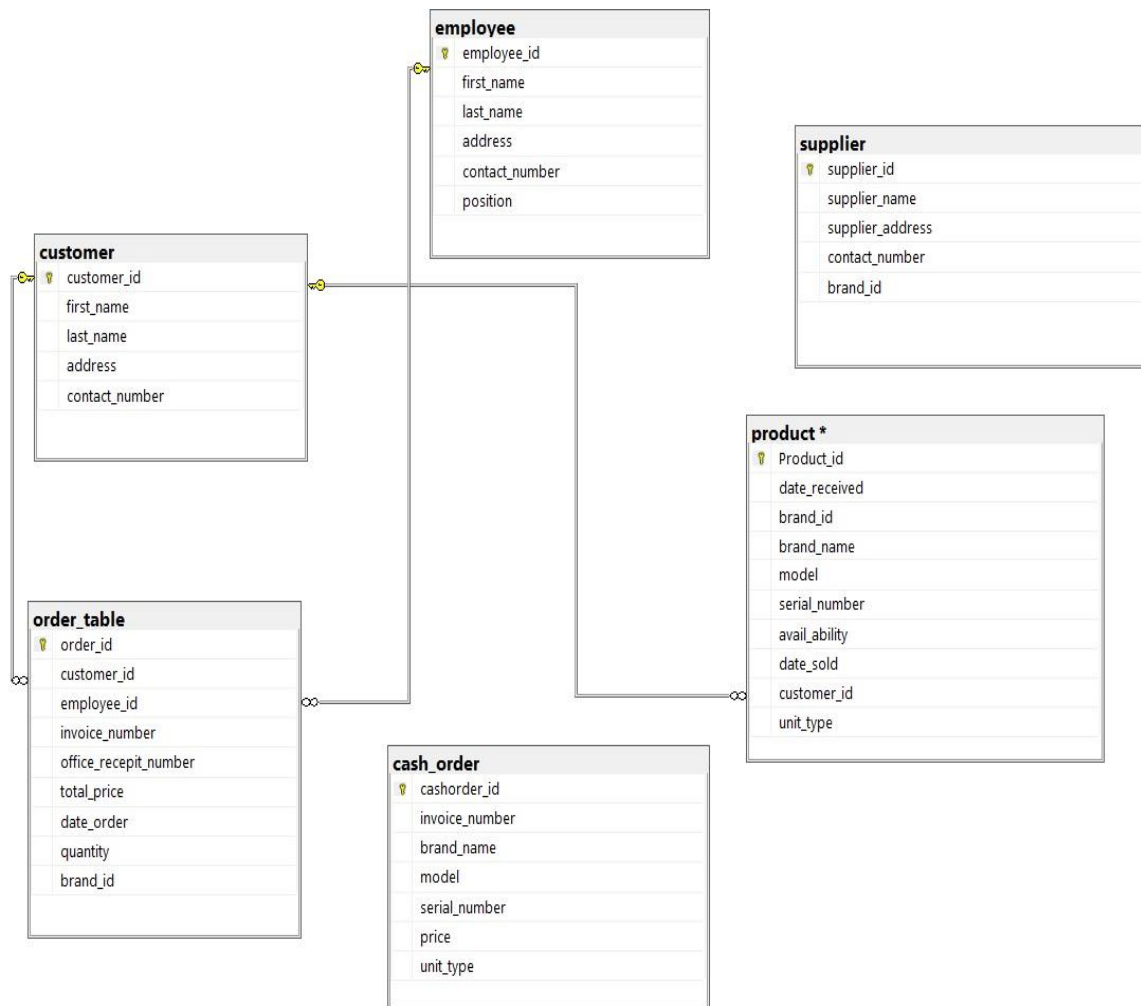 employee
employee_id
first_name
last_name
address
contact_number
position
supplier
supplier_id
supplier_name
supplier_address
contact_number
brand_id
customer
customer_id
first_name
last_name
address
contact_number
product *
Product_id
date_received
brand_id
brand_name
model
serial_number
avail_ability
date_sold
customer_id
unit_type
order_table
order_id
customer_id
employee_id
invoice_number
office_recepit_number
total_price
date_order
quantity
brand_id
cash_order
cashorder_id
invoice_number
brand_name
model
serial_number
price
unit_type